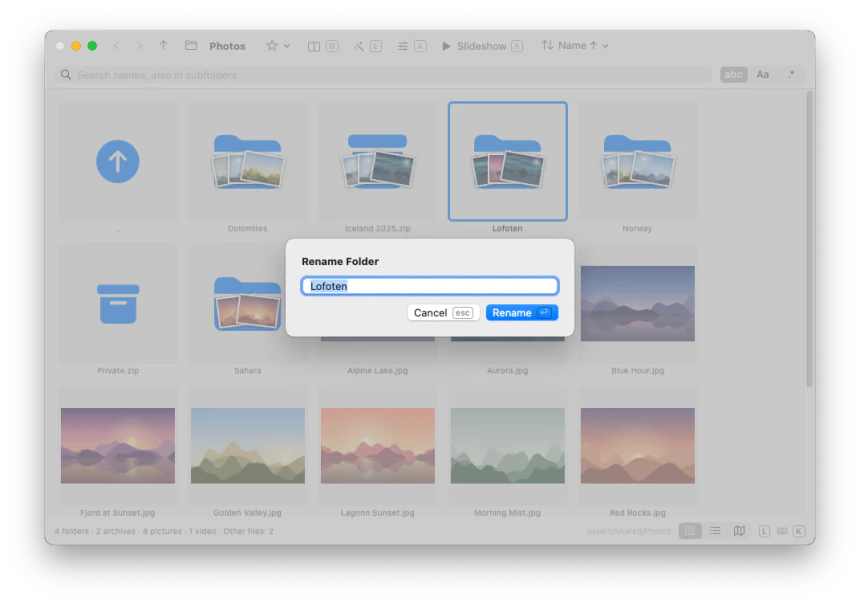 Photos
D
E
A
Slideshow S
Name ↑
Search names, also in subfolders
abc
Aa
.*
..
Dolomites
Iceland 2025.zip
Lofoten
Norway
Rename Folder
Lofoten
Cancel esc
Rename
Private.zip
Sahara
Alpine Lake.jpg
Aurora.jpg
Blue Hour.jpg
Fjord at Sunset.jpg
Golden Valley.jpg
Lagoon Sunset.jpg
Morning Mist.jpg
Red Rocks.jpg
4 folders · 2 archives · 8 pictures · 1 video · Other files: 2
/Users/sharkd/Photos
L
K